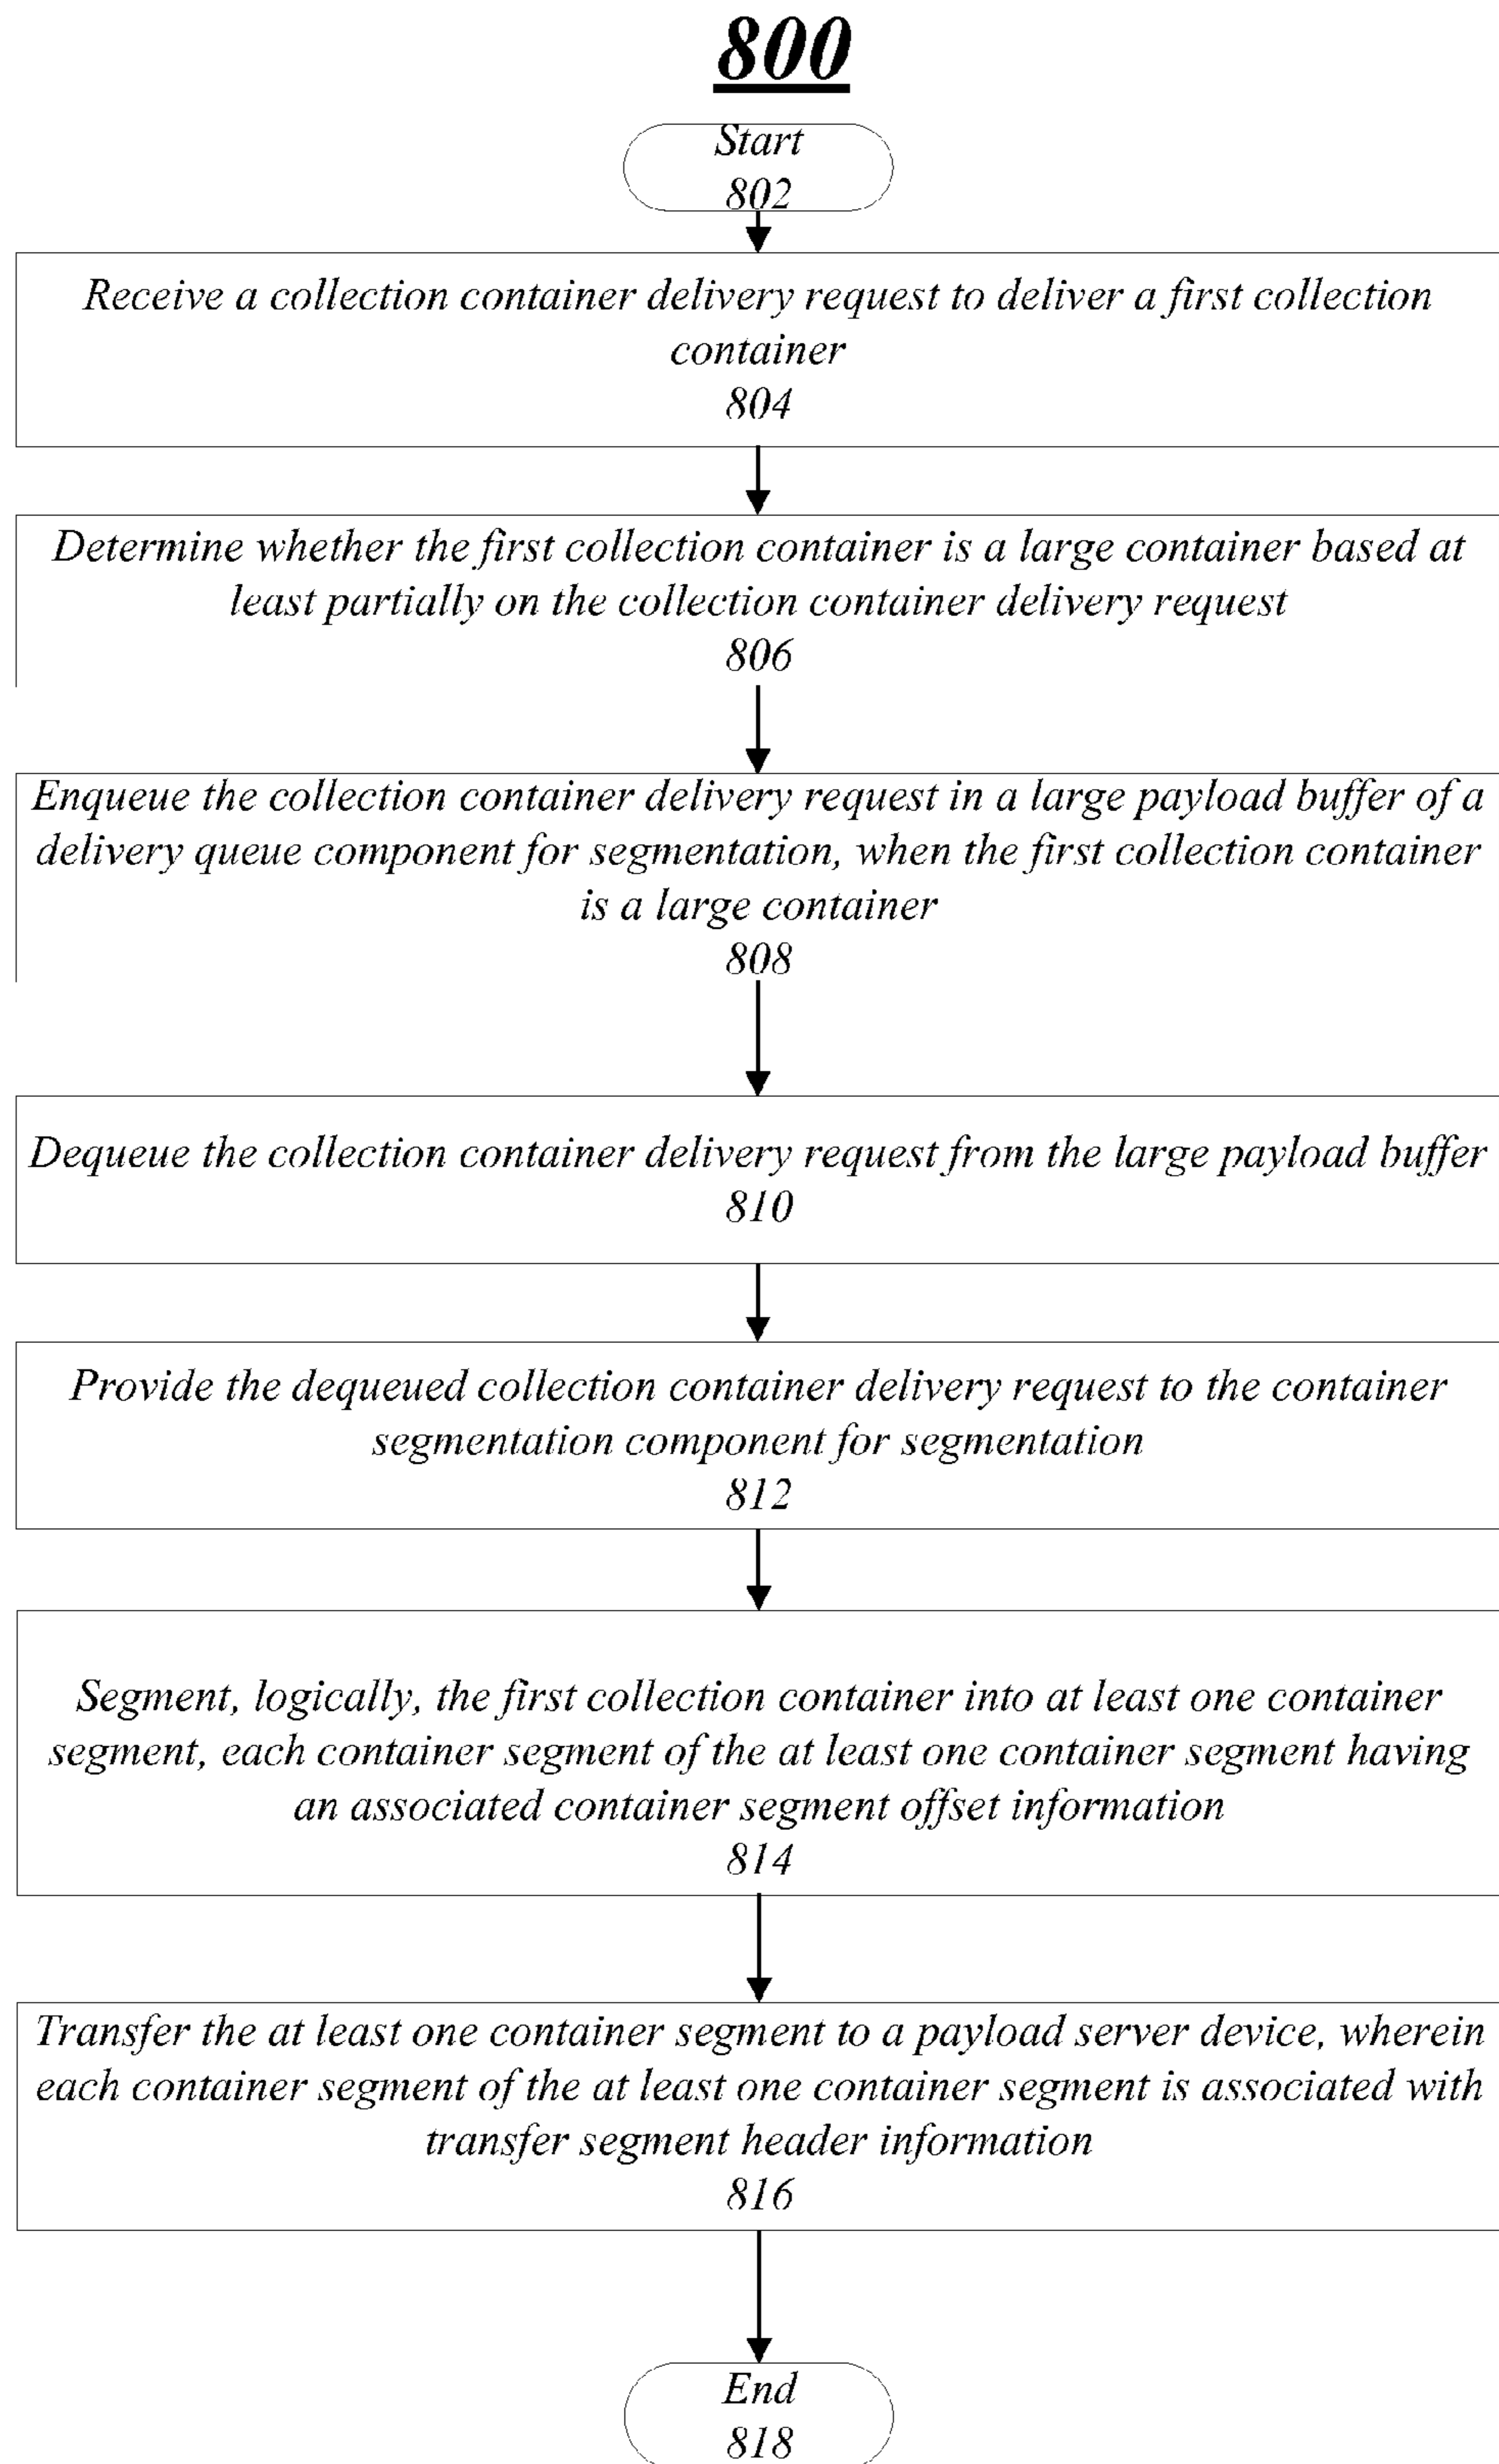 800
Start
802
Receive a collection container delivery request to deliver a first collection
container
804
Determine whether the first collection container is a large container based at
least partially on the collection container delivery request
806
Enqueue the collection container delivery request in a large payload buffer of a
delivery queue component for segmentation, when the first collection container
is a large container
808
Dequeue the collection container delivery request from the large payload buffer
810
Provide the dequeued collection container delivery request to the container
segmentation component for segmentation
812
Segment, logically, the first collection container into at least one container
segment, each container segment of the at least one container segment having
an associated container segment offset information
814
Transfer the at least one container segment to a payload server device, wherein
each container segment of the at least one container segment is associated with
transfer segment header information
816
End
818